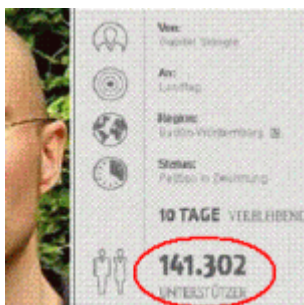 Von:
An:
Landtag
Region:
Baden-Württemberg
Status:
Petition in Zeichnung
10 TAGE VERBLEIBEND
141.302
UNTERSTÜTZER